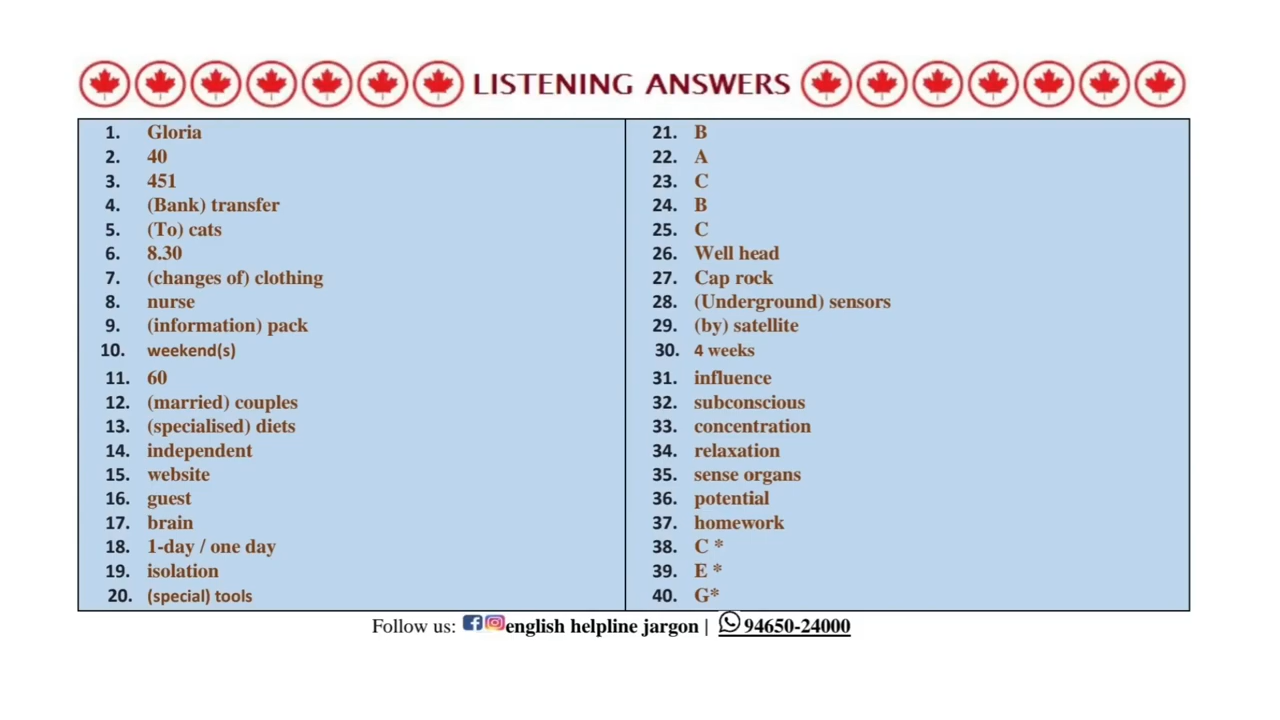 LISTENING ANSWERS
1. Gloria
2. 40
3. 451
4. (Bank) transfer
5. (To) cats
6. 8.30
7. (changes of) clothing
8. nurse
9. (information) pack
10. weekend(s)
11. 60
12. (married) couples
13. (specialised) diets
14. independent
15. website
16. guest
17. brain
18. 1-day / one day
19. isolation
20. (special) tools
21. B
22. A
23. C
24. B
25. C
26. Well head
27. Cap rock
28. (Underground) sensors
29. (by) satellite
30. 4 weeks
31. influence
32. subconscious
33. concentration
34. relaxation
35. sense organs
36. potential
37. homework
38. C *
39. E *
40. G*
Follow us: english helpline jargon | 94650-24000